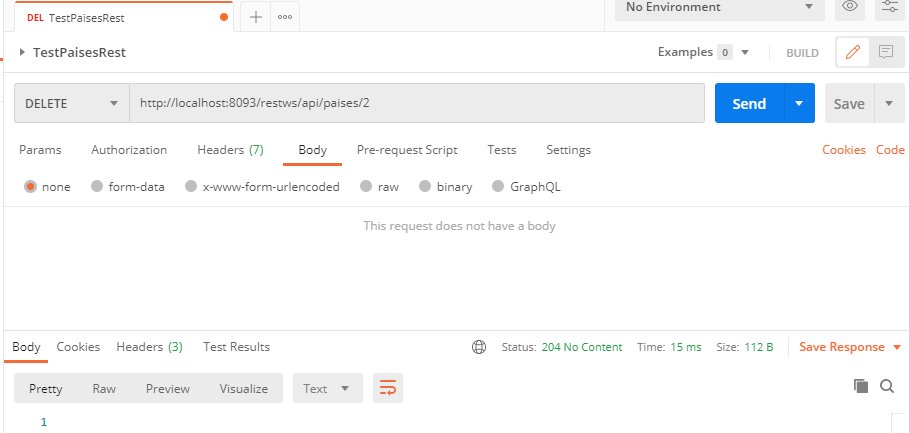 DEL TestPaisesRest
No Environment
TestPaisesRest
Examples 0
BUILD
DELETE
http://localhost:8093/restws/api/paises/2
Send
Save
Params Authorization Headers (7) Body Pre-request Script Tests Settings Cookies Code
none form-data x-www-form-urlencoded raw binary GraphQL
This request does not have a body
Body Cookies Headers (3) Test Results Status: 204 No Content Time: 15 ms Size: 112 B Save Response
Pretty Raw Preview Visualize Text
1